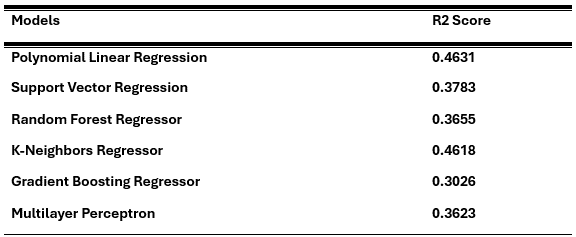 Models R2 Score
Polynomial Linear Regression 0.4631
Support Vector Regression 0.3783
Random Forest Regressor 0.3655
K-Neighbors Regressor 0.4618
Gradient Boosting Regressor 0.3026
Multilayer Perceptron 0.3623